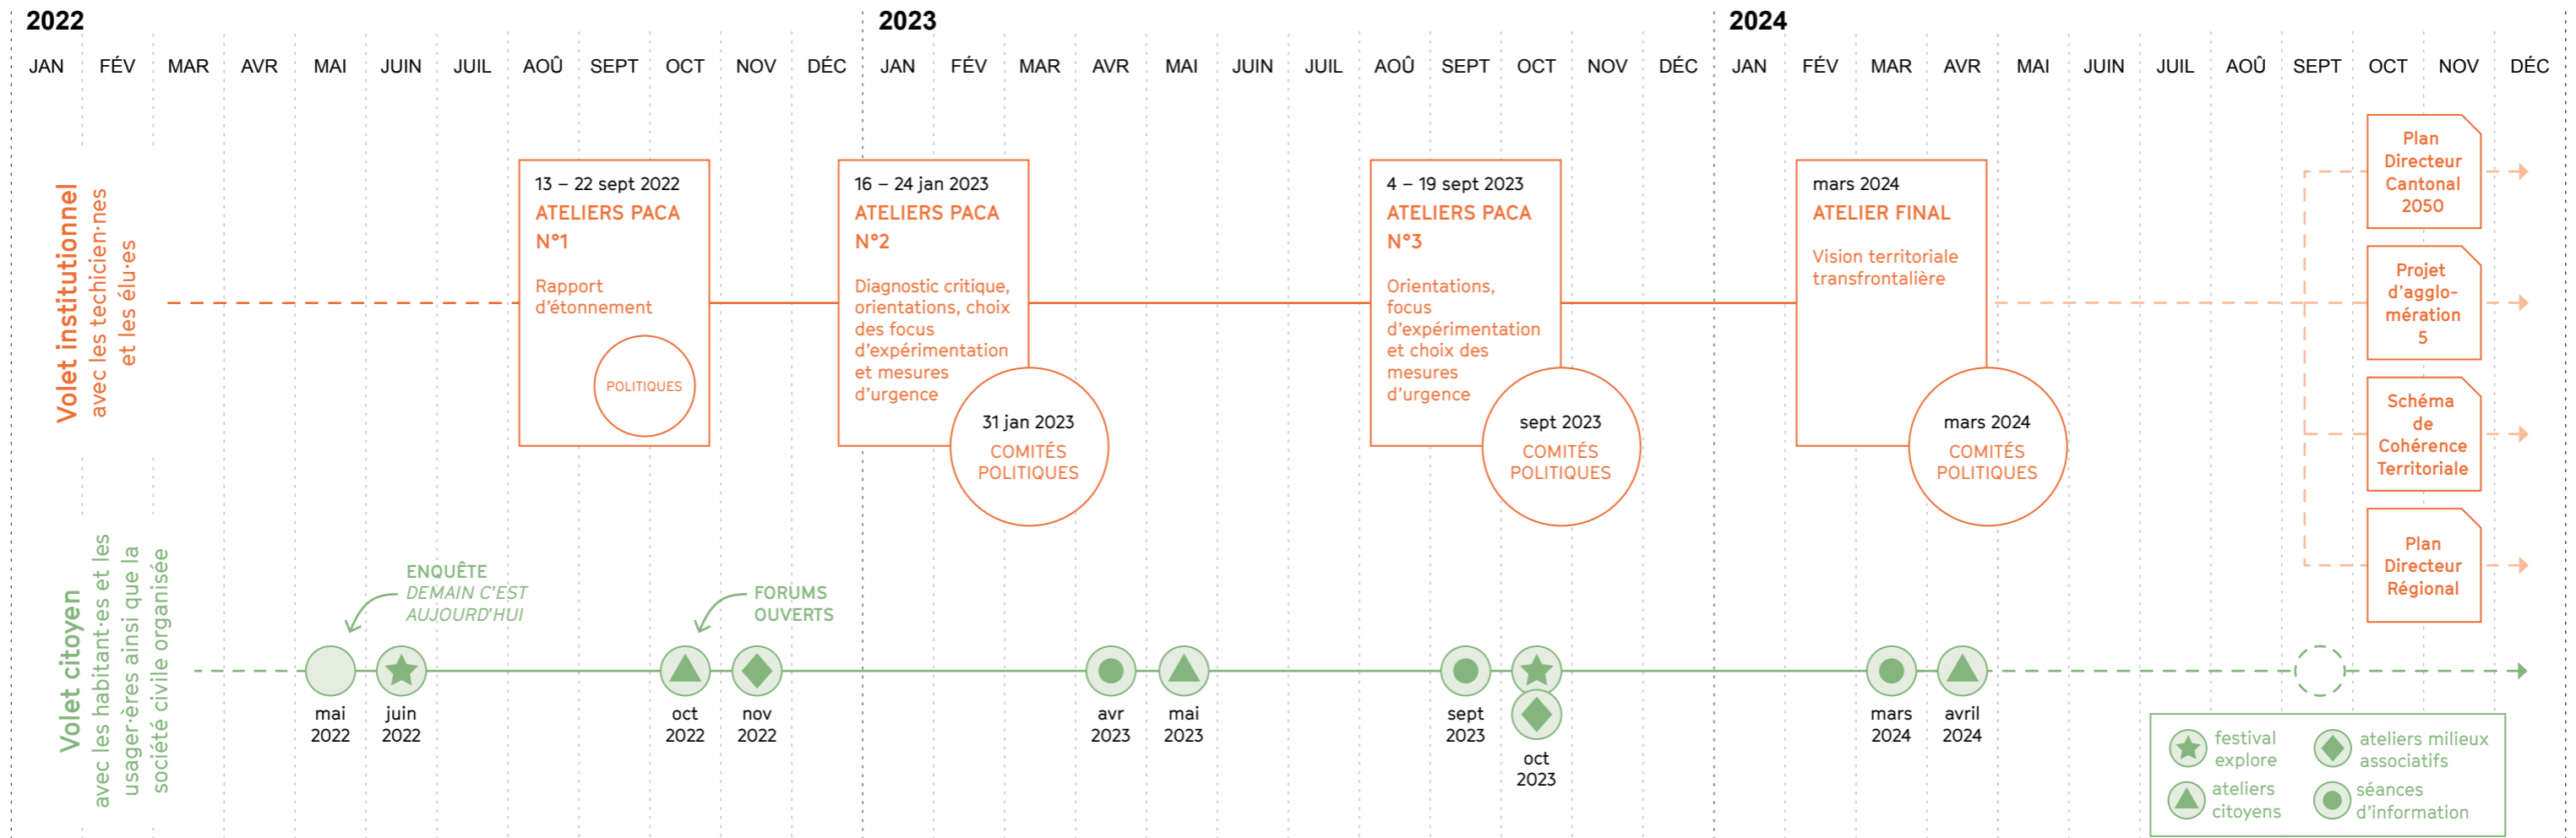 2022
2023
2024
JAN FÉV MAR AVR MAI JUIN JUIL AOÛ SEPT OCT NOV DÉC JAN FÉV MAR AVR MAI JUIN JUIL AOÛ SEPT OCT NOV DÉC JAN FÉV MAR AVR MAI JUIN JUIL AOÛ SEPT OCT NOV DÉC
Volet institutionnel
avec les techicien·nes
et les élu·es
13 – 22 sept 2022
ATELIERS PACA
N°1
Rapport
d'étonnement
POLITIQUES
16 – 24 jan 2023
ATELIERS PACA
N°2
Diagnostic critique,
orientations, choix
des focus
d'expérimentation
et mesures
d'urgence
31 jan 2023
COMITÉS
POLITIQUES
4 – 19 sept 2023
ATELIERS PACA
N°3
Orientations,
focus
d'expérimentation
et choix des
mesures
d'urgence
sept 2023
COMITÉS
POLITIQUES
mars 2024
ATELIER FINAL
Vision territoriale
transfrontalière
mars 2024
COMITÉS
POLITIQUES
Plan
Directeur
Cantonal
2050
Projet
d'agglo-
mération
5
Schéma
de
Cohérence
Territoriale
Plan
Directeur
Régional
Volet citoyen
avec les habitant·es et les
usager·ères ainsi que la
société civile organisée
ENQUÊTE
DEMAIN C'EST
AUJOURD'HUI
FORUMS
OUVERTS
mai
2022
juin
2022
oct
2022
nov
2022
avr
2023
mai
2023
sept
2023
oct
2023
mars
2024
avril
2024
festival
explore
ateliers milieux
associatifs
ateliers
citoyens
séances
d'information